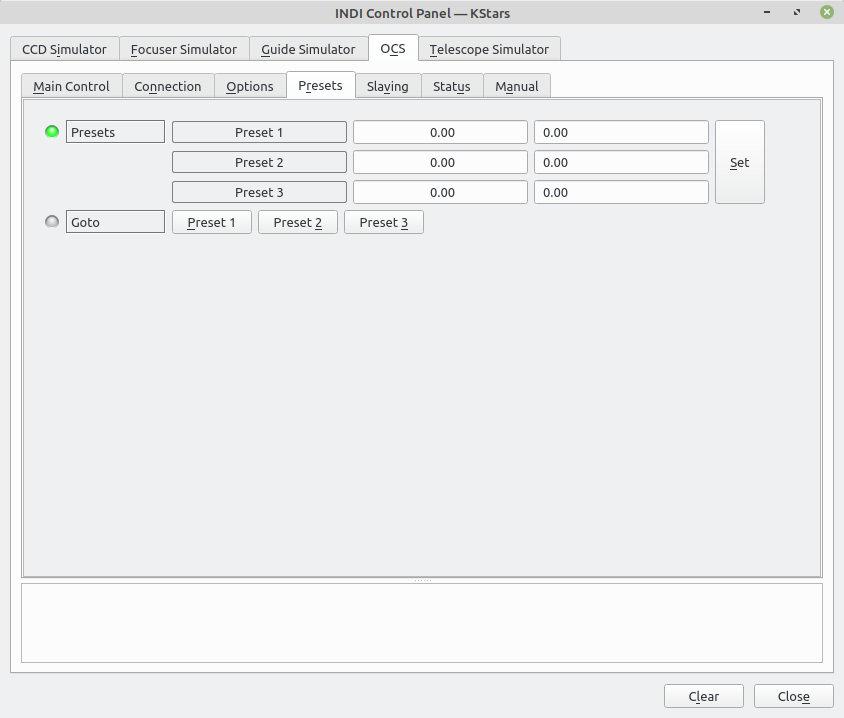 INDI Control Panel — KStars
CCD Simulator Focuser Simulator Guide Simulator OCS Telescope Simulator
Main Control Connection Options Presets Slaving Status Manual
Presets Preset 1 0.00 0.00
Preset 2 0.00 0.00 Set
Preset 3 0.00 0.00
Goto Preset 1 Preset 2 Preset 3
Clear Close